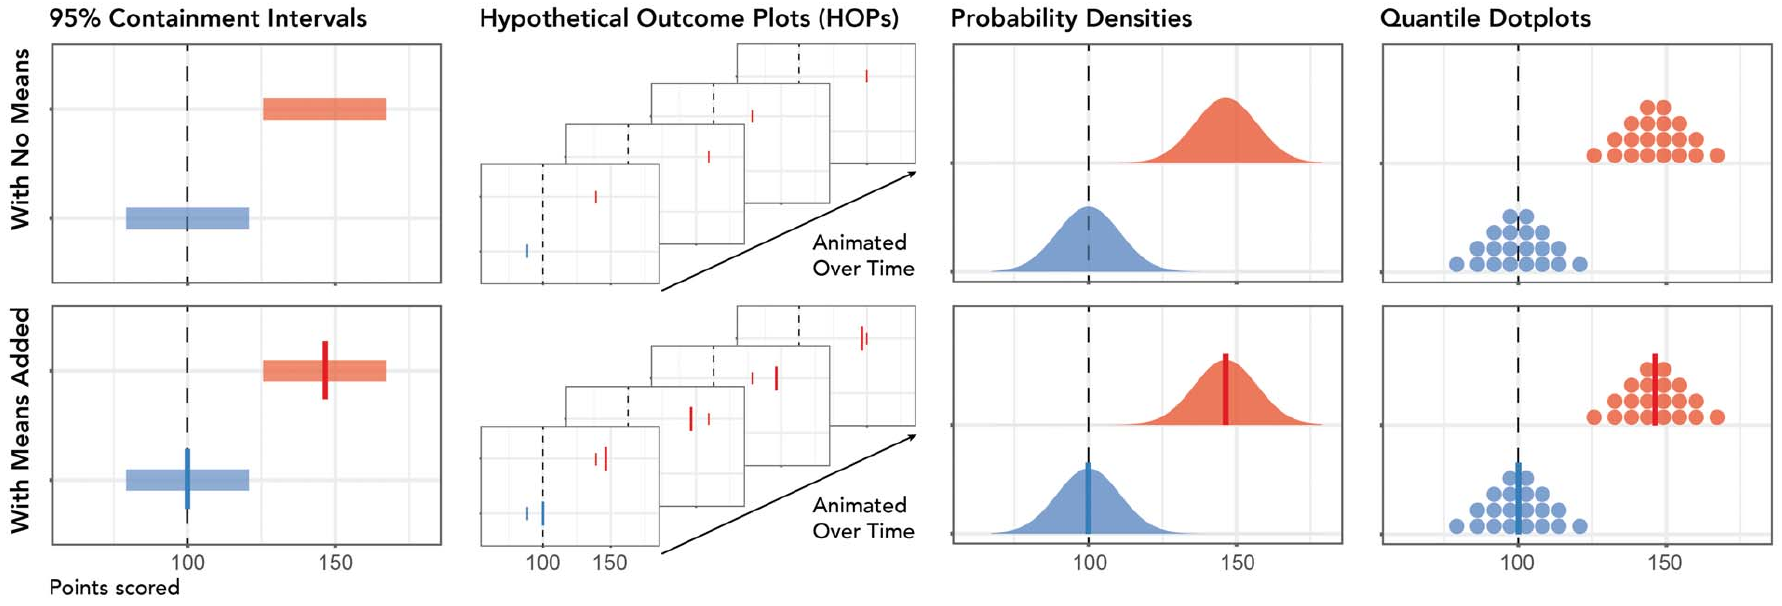 95% Containment Intervals
Hypothetical Outcome Plots (HOPs)
Probability Densities
Quantile Dotplots
With No Means
Animated
Over Time
With Means Added
Animated
Over Time
100 150
100 150
100 150
100 150
Points scored